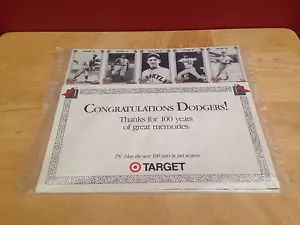 CONGRATULATIONS DODGERS!
Thanks for 100 years
of great memories.
PS: May the next 100 years be just as great.
TARGET